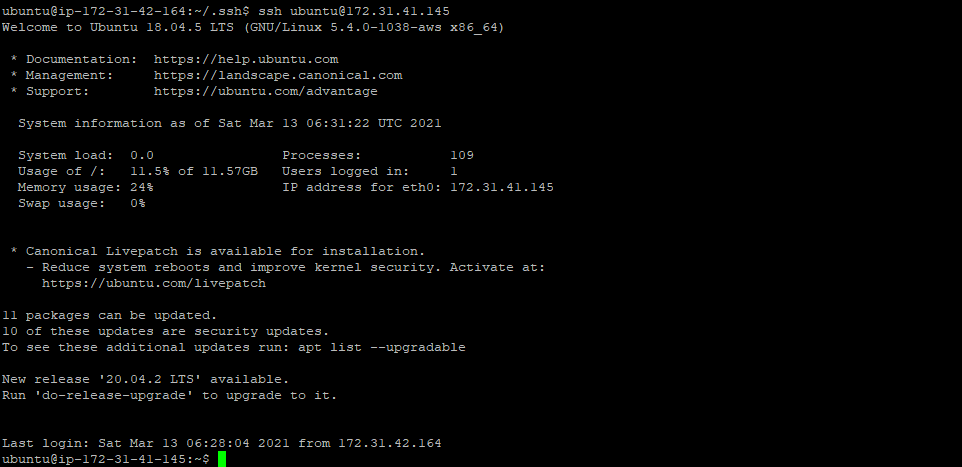 ubuntu@ip-172-31-42-164:~/.ssh$ ssh ubuntu@172.31.41.145
Welcome to Ubuntu 18.04.5 LTS (GNU/Linux 5.4.0-1038-aws x86_64)

 * Documentation:  https://help.ubuntu.com
 * Management:     https://landscape.canonical.com
 * Support:        https://ubuntu.com/advantage

  System information as of Sat Mar 13 06:31:22 UTC 2021

  System load:  0.0                Processes:           109
  Usage of /:   11.5% of 11.57GB   Users logged in:     1
  Memory usage: 24%                IP address for eth0: 172.31.41.145
  Swap usage:   0%

 * Canonical Livepatch is available for installation.
   - Reduce system reboots and improve kernel security. Activate at:
     https://ubuntu.com/livepatch

11 packages can be updated.
10 of these updates are security updates.
To see these additional updates run: apt list --upgradable

New release '20.04.2 LTS' available.
Run 'do-release-upgrade' to upgrade to it.

Last login: Sat Mar 13 06:28:04 2021 from 172.31.42.164
ubuntu@ip-172-31-41-145:~$